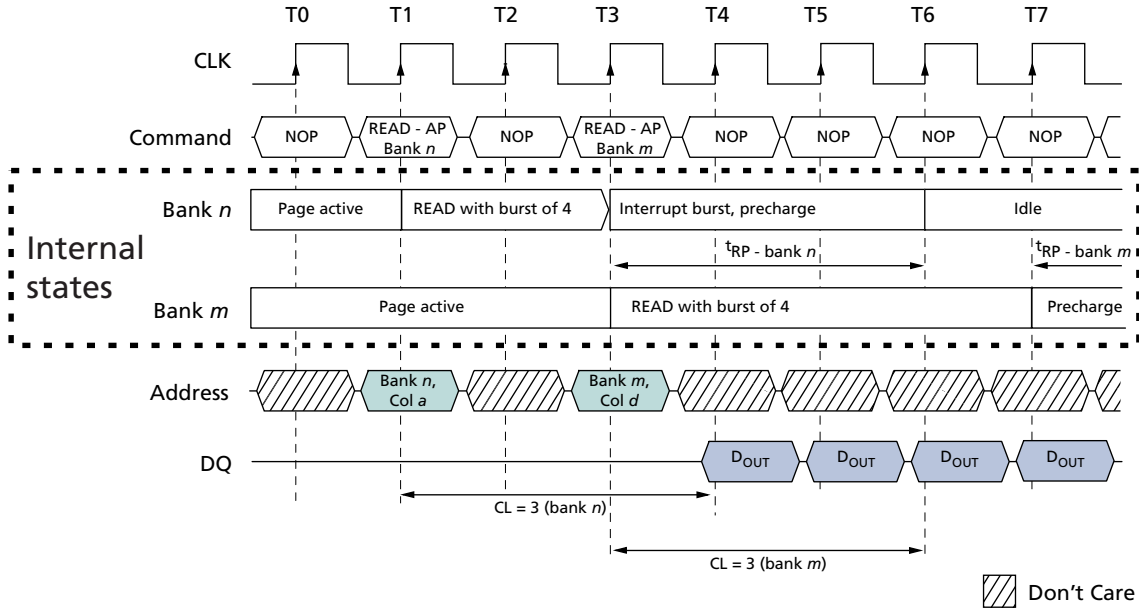 T0 T1 T2 T3 T4 T5 T6 T7
CLK
Command NOP READ - AP Bank n NOP READ - AP Bank m NOP NOP NOP NOP
Bank n Page active READ with burst of 4 Interrupt burst, precharge Idle
Internal states
tRP - bank n tRP - bank m
Bank m Page active READ with burst of 4 Precharge
Address Bank n, Col a Bank m, Col d
DQ DOUT DOUT DOUT DOUT
CL = 3 (bank n)
CL = 3 (bank m)
Don't Care